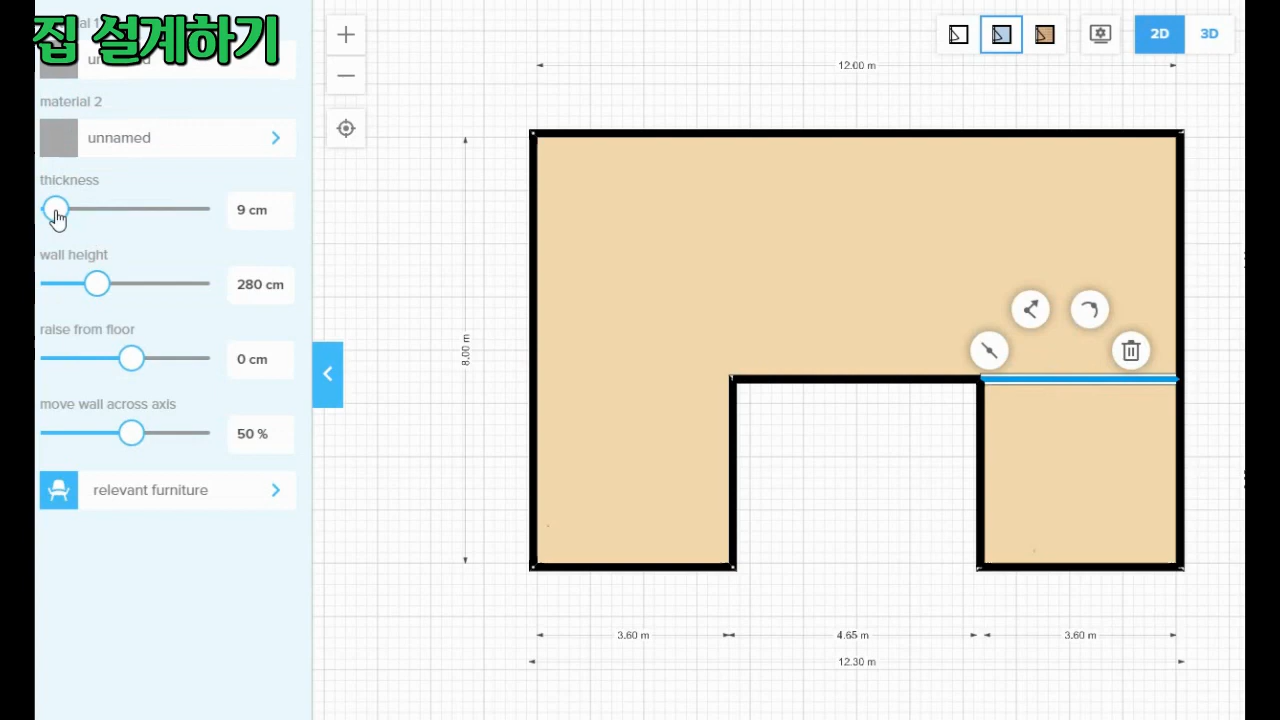 집 설계하기
material 2
unnamed
thickness
9 cm
wall height
280 cm
raise from floor
0 cm
move wall across axis
50 %
relevant furniture
2D
3D
12.00 m
8.00 m
3.60 m
4.65 m
3.60 m
12.30 m